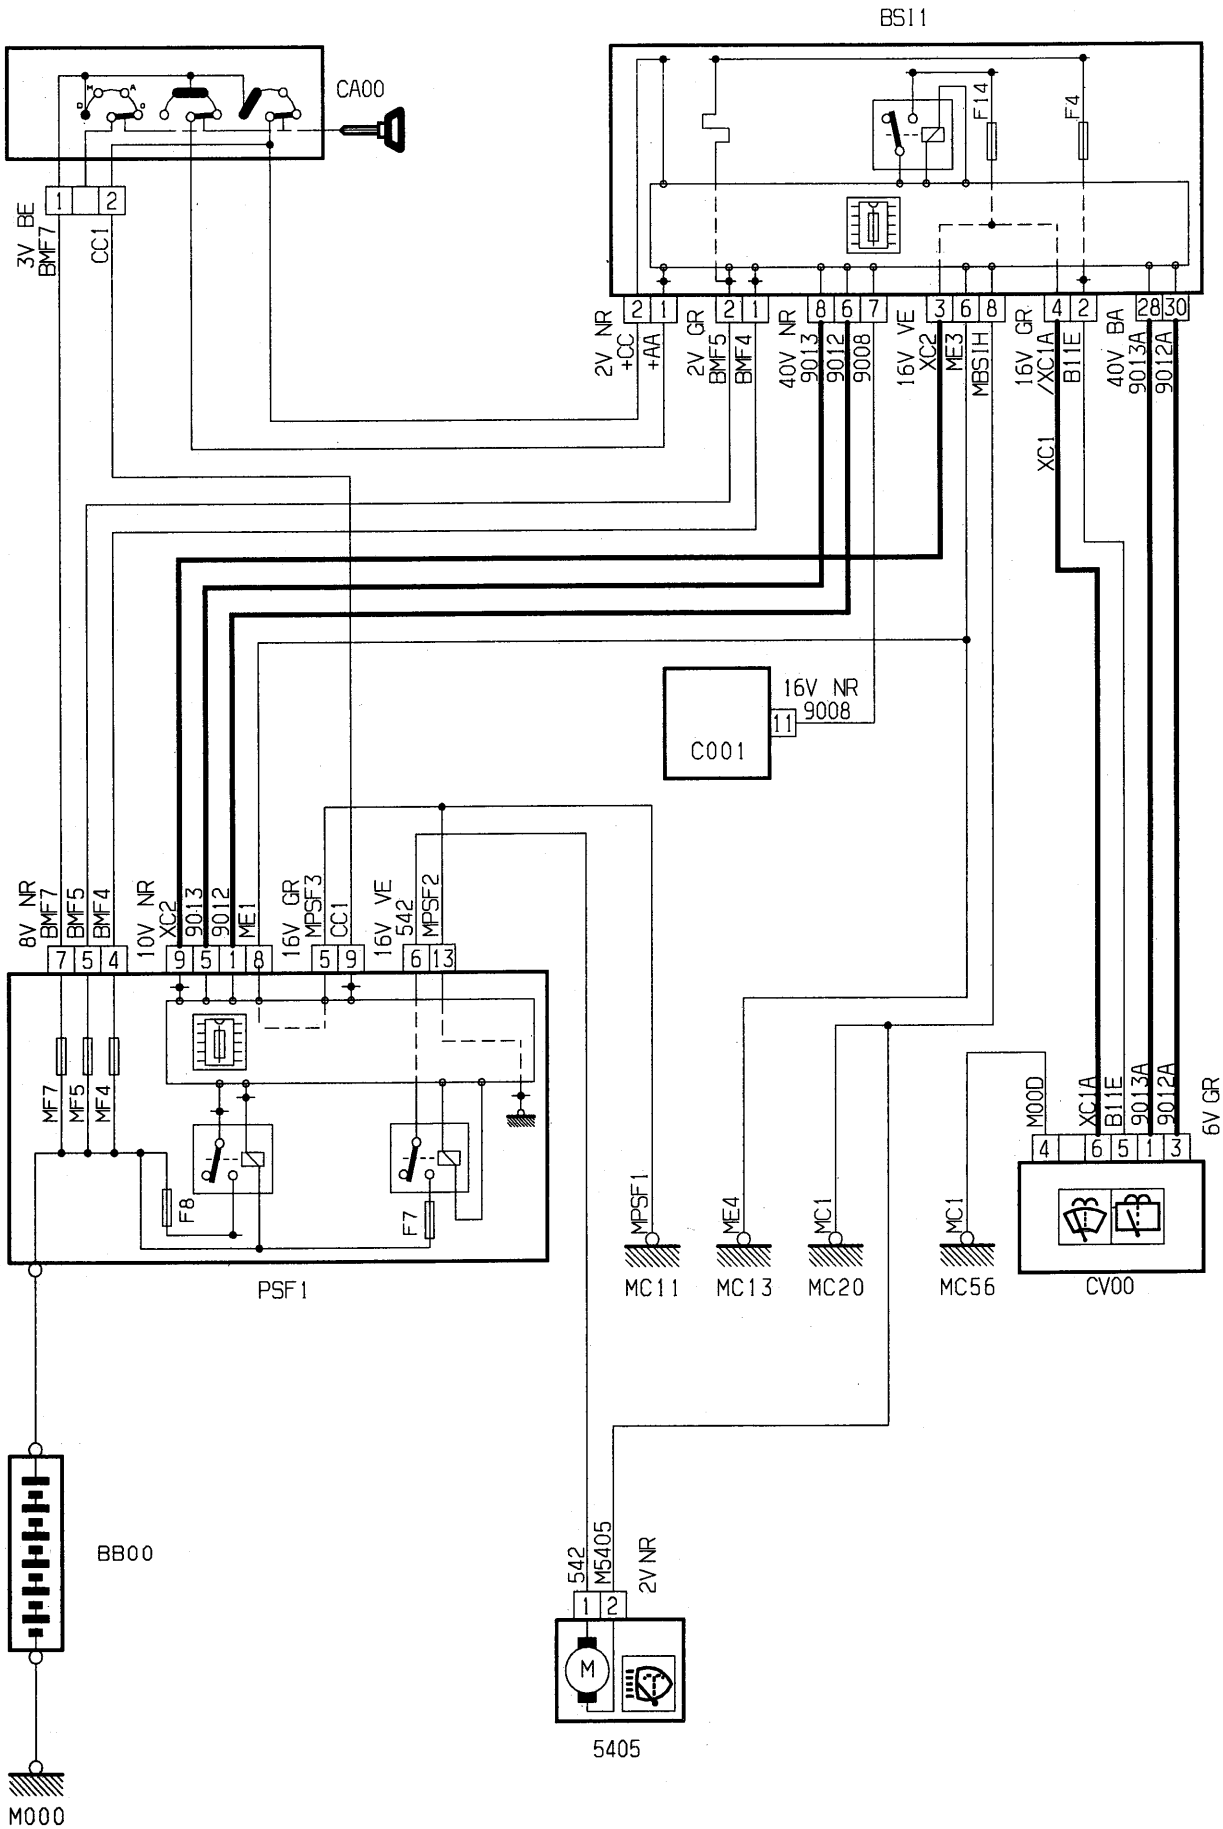 BSI1
CA00
M
A
D
D
F14
F4
1
2
3V BE
BMF7
CC1
2
1
2
1
8
6
7
3
6
8
4
2
28
30
2V NR
+CC
+AA
2V GR
BMF5
BMF4
40V NR
9013
9012
9008
16V VE
XC2
ME3
MBSIH
16V GR
/XC1A
B11E
40V BA
9013A
9012A
XC1
16V NR
9008
11
C001
8V NR
BMF7
BMF5
BMF4
10V NR
XC2
9013
9012
ME1
16V GR
MPSF3
CC1
16V VE
542
MPSF2
7
5
4
9
5
1
8
5
9
6
13
MF7
MF5
MF4
F8
F7
PSF1
MPSF1
ME4
MC1
MC1
MC11
MC13
MC20
MC56
M00D
XC1A
B11E
9013A
9012A
6V GR
4
6
5
1
3
CV00
BB00
542
M5405
2V NR
1
2
M
5405
M000